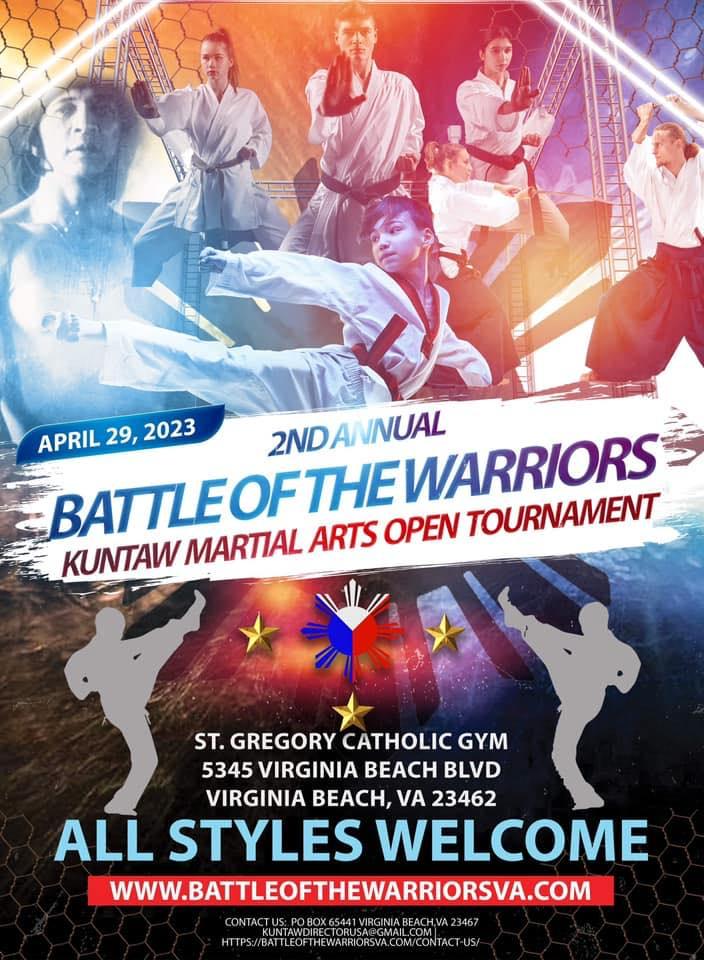 APRIL 29, 2023
2ND ANNUAL
BATTLE OF THE WARRIORS
KUNTAW MARTIAL ARTS OPEN TOURNAMENT
ST. GREGORY CATHOLIC GYM
5345 VIRGINIA BEACH BLVD
VIRGINIA BEACH, VA 23462
ALL STYLES WELCOME
WWW.BATTLEOFTHEWARRIORSVA.COM
CONTACT US: PO BOX 65441 VIRGINIA BEACH,VA 23467
KUNTAWDIRECTORUSA@GMAIL.COM |
HTTPS://BATTLEOFTHEWARRIORSVA.COM/CONTACT-US/